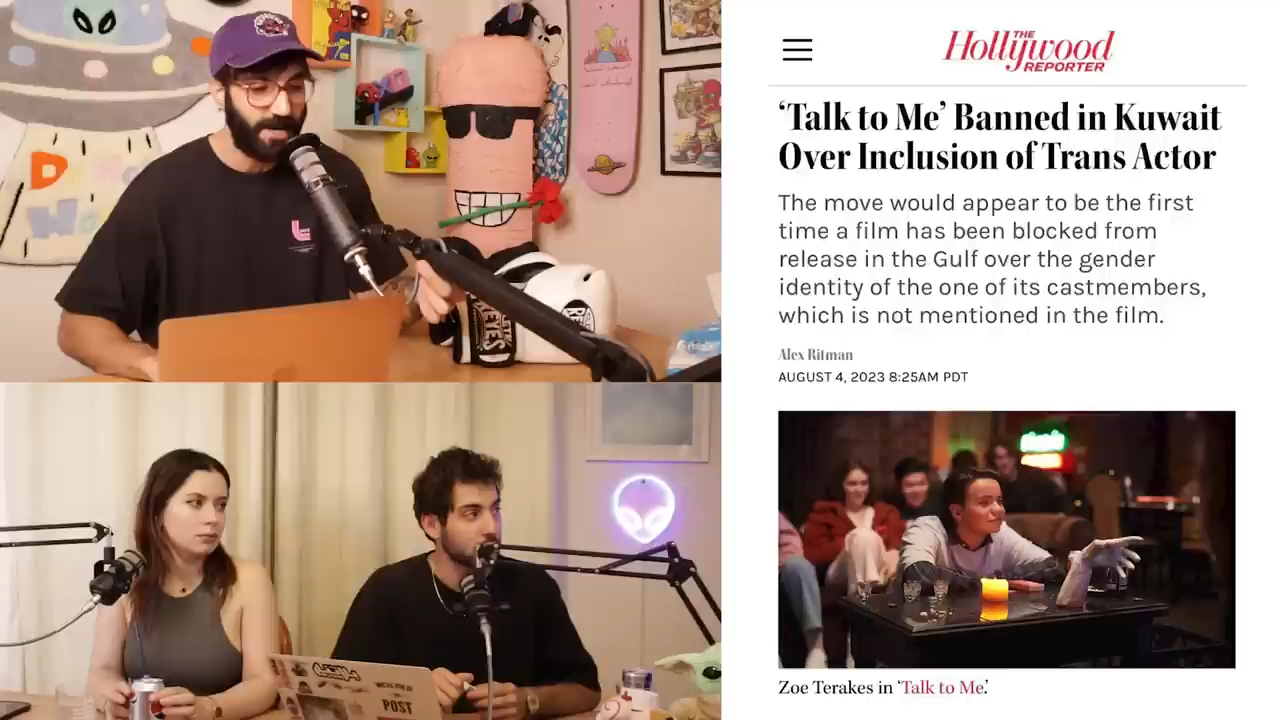 THE
Hollywood
REPORTER
‘Talk to Me’ Banned in Kuwait
Over Inclusion of Trans Actor
The move would appear to be the first
time a film has been blocked from
release in the Gulf over the gender
identity of the one of its castmembers,
which is not mentioned in the film.
Alex Ritman
AUGUST 4, 2023 8:25AM PDT
Zoe Terakes in ‘Talk to Me.’
POST